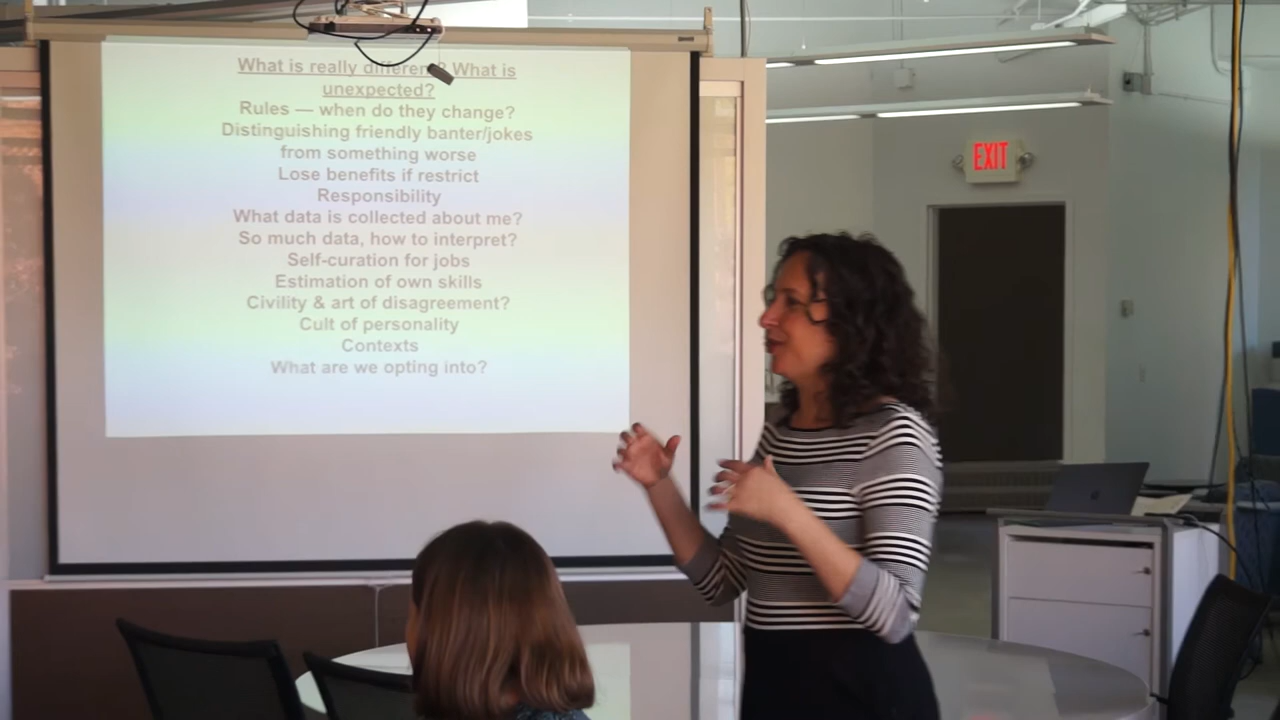 What is really different? What is
unexpected?
Rules — when do they change?
Distinguishing friendly banter/jokes
from something worse
Lose benefits if restrict
Responsibility
What data is collected about me?
So much data, how to interpret?
Self-curation for jobs
Estimation of own skills
Civility & art of disagreement?
Cult of personality
Contexts
What are we opting into?
EXIT